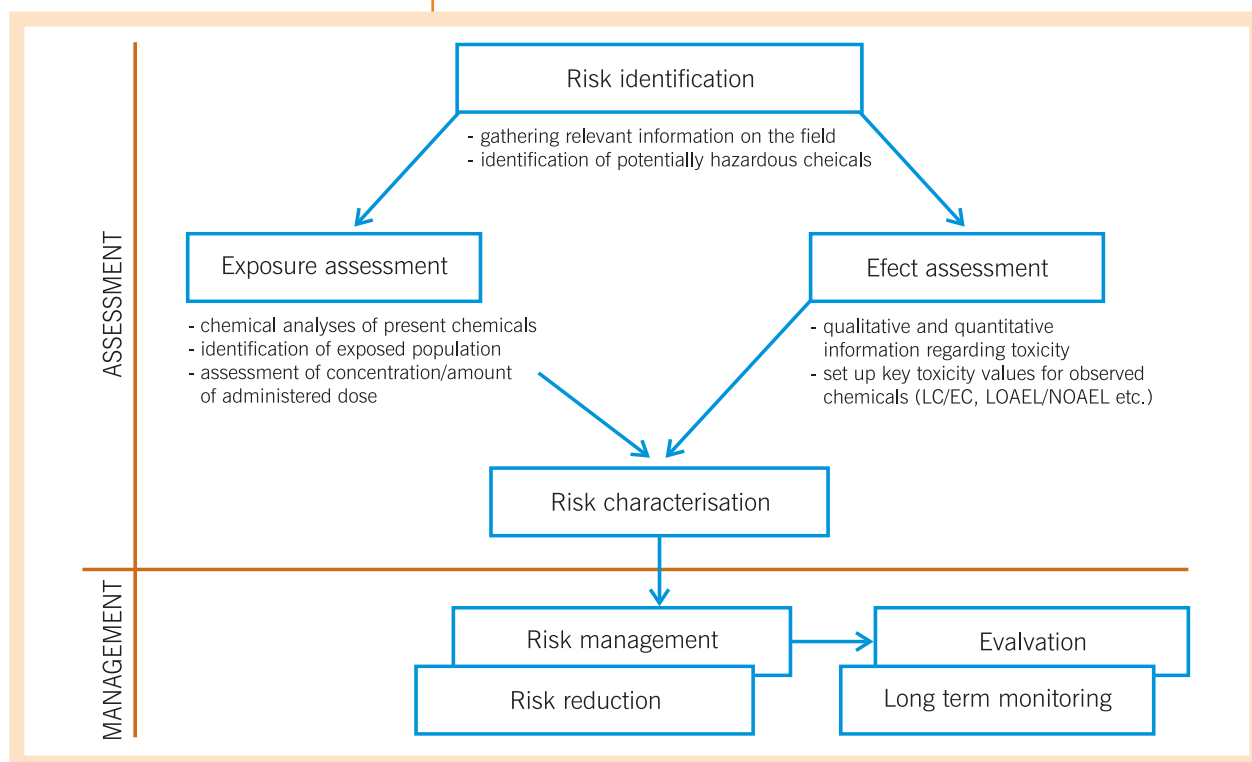 Risk identification
- gathering relevant information on the field
- identification of potentially hazardous cheicals
ASSESSMENT
Exposure assessment
- chemical analyses of present chemicals
- identification of exposed population
- assessment of concentration/amount
of administered dose
Efect assessment
- qualitative and quantitative
information regarding toxicity
- set up key toxicity values for observed
chemicals (LC/EC, LOAEL/NOAEL etc.)
Risk characterisation
MANAGEMENT
Risk management
Risk reduction
Evalvation
Long term monitoring